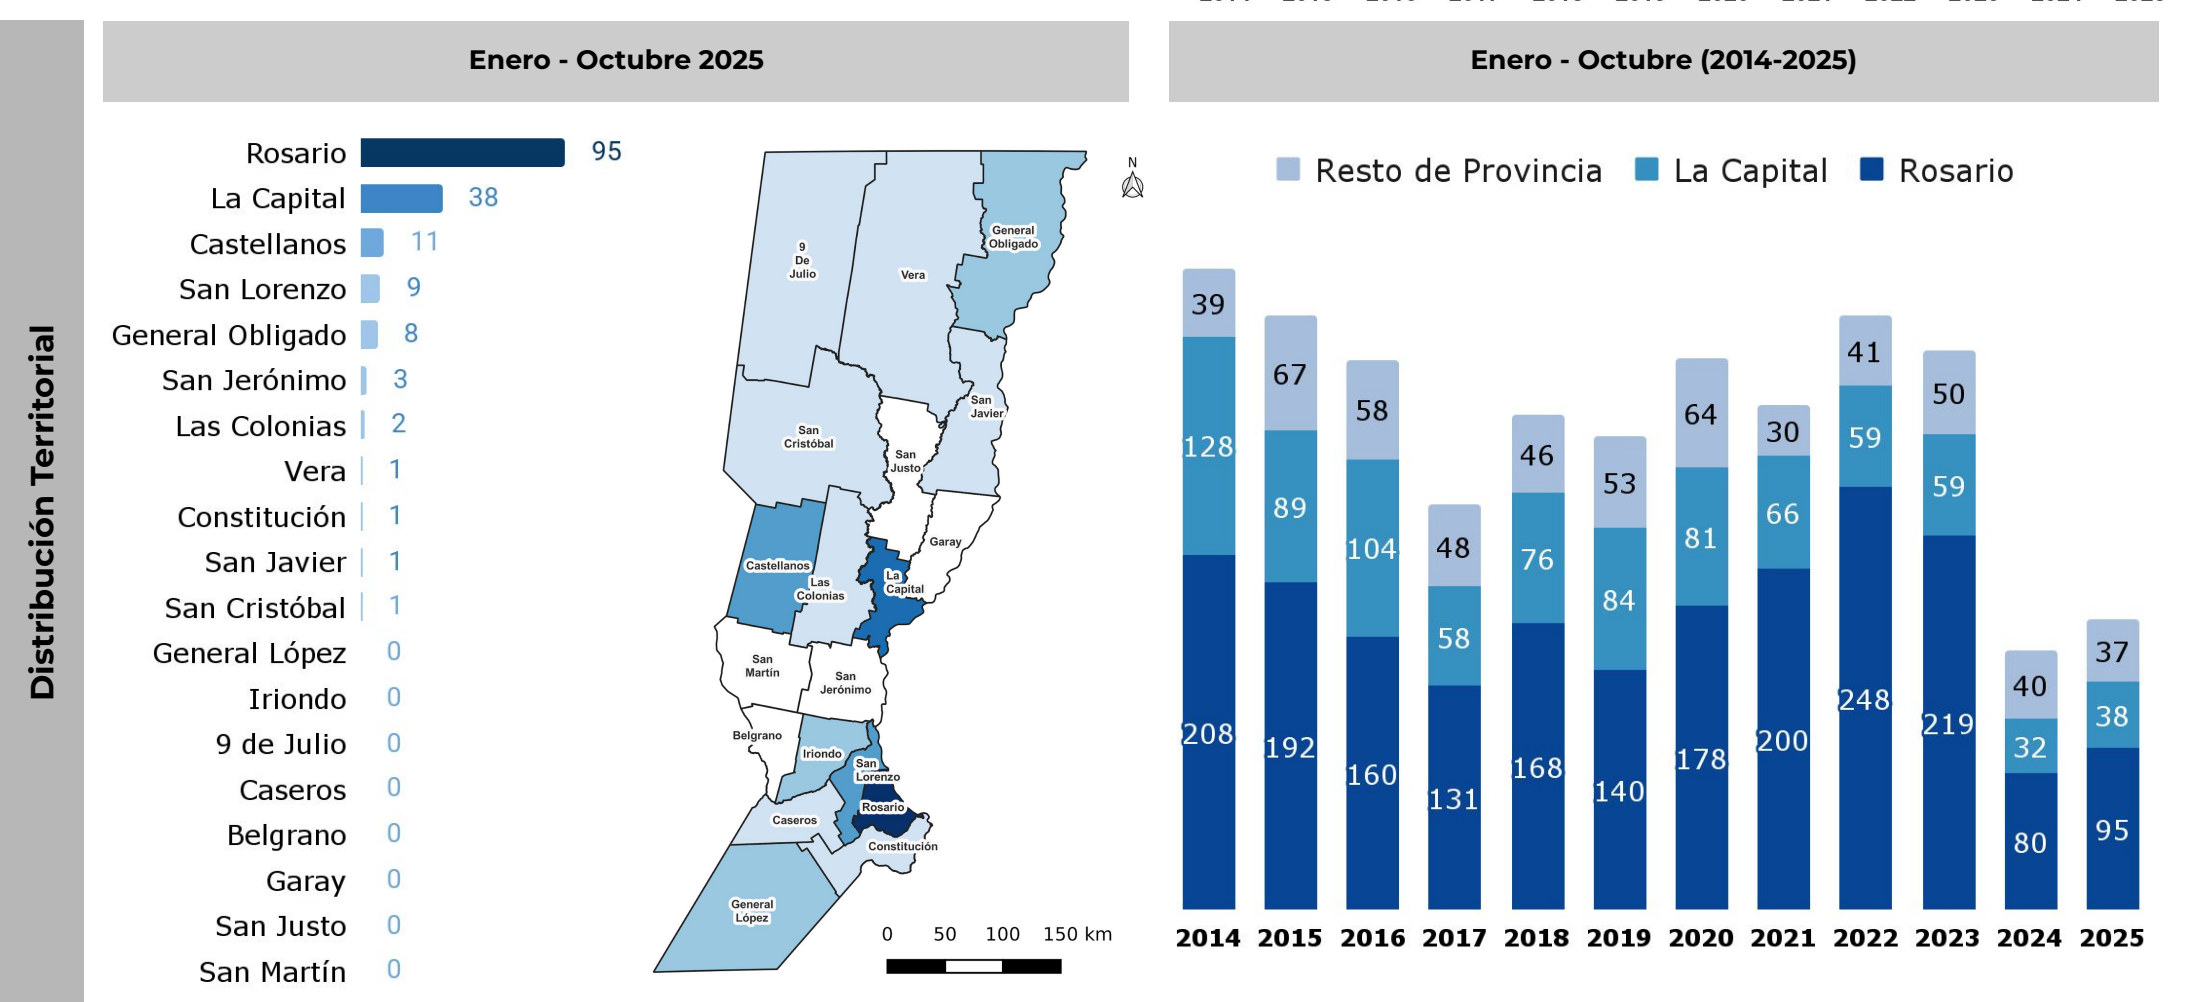 Enero - Octubre 2025
Enero - Octubre (2014-2025)
Distribución Territorial
Rosario 95
La Capital 38
Castellanos 11
San Lorenzo 9
General Obligado 8
San Jerónimo 3
Las Colonias 2
Vera 1
Constitución 1
San Javier 1
San Cristóbal 1
General López 0
Iriondo 0
9 de Julio 0
Caseros 0
Belgrano 0
Garay 0
San Justo 0
San Martín 0
N
General
Obligado
9
De
Julio
Vera
San
Javier
San
Cristóbal
San
Justo
Garay
Castellanos
Las
Colonias
La
Capital
San
Martín
San
Jerónimo
Belgrano
Iriondo
San
Lorenzo
Rosario
Caseros
Constitución
General
López
0 50 100 150 km
Resto de Provincia La Capital Rosario
39 67 58 48 46 53 64 30 41 50 40 37
128 89 104 58 76 84 81 66 59 59 32 38
208 192 160 131 168 140 178 200 248 219 80 95
2014 2015 2016 2017 2018 2019 2020 2021 2022 2023 2024 2025